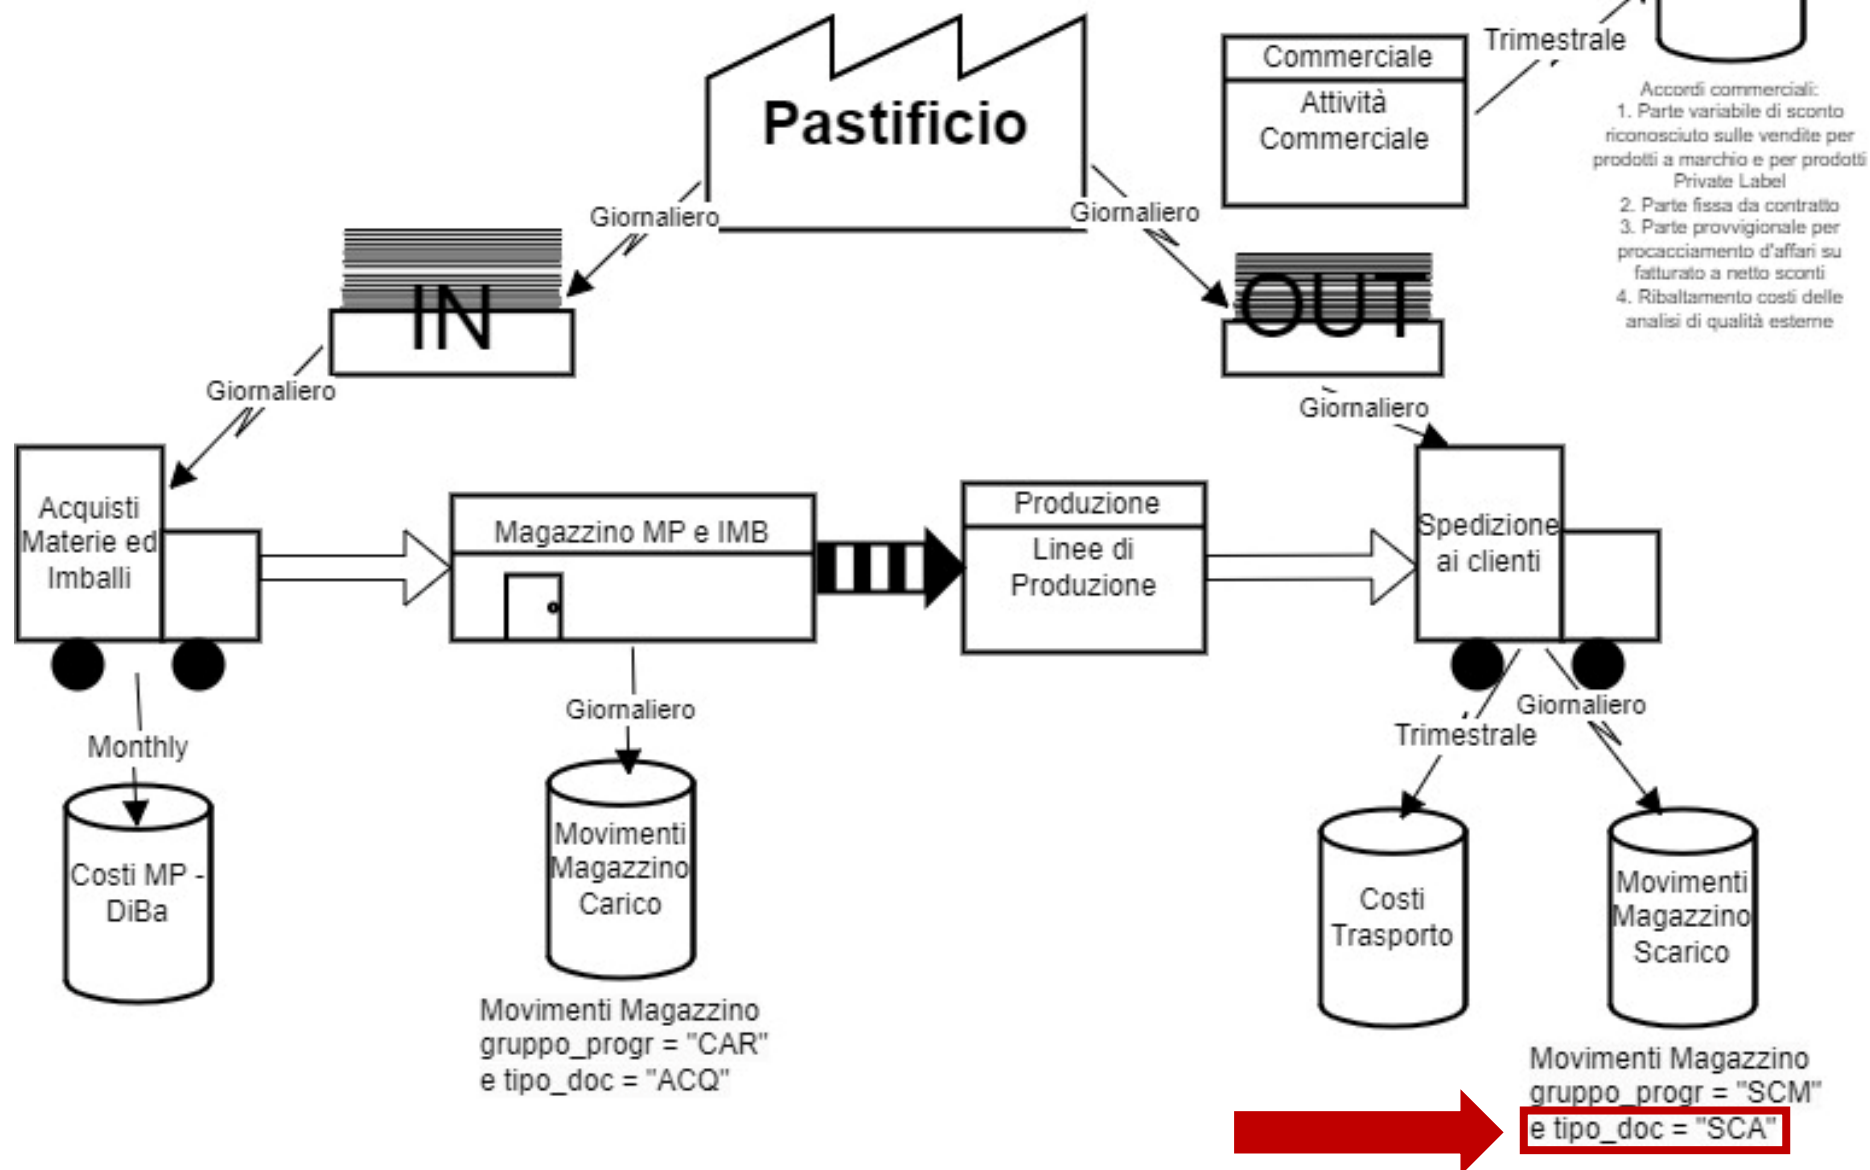 Pastificio
Commerciale
Attività
Commerciale
Trimestrale
Accordi commerciali:
1. Parte variabile di sconto
riconosciuto sulle vendite per
prodotti a marchio e per prodotti
Private Label
2. Parte fissa da contratto
3. Parte provvigionale per
procacciamento d'affari su
fatturato a netto sconti
4. Ribaltamento costi delle
analisi di qualità esterne
Giornaliero
Giornaliero
IN
OUT
Giornaliero
Giornaliero
Acquisti
Materie ed
Imballi
Magazzino MP e IMB
Produzione
Linee di
Produzione
Spedizione
ai clienti
Monthly
Giornaliero
Trimestrale
Giornaliero
Costi MP -
DiBa
Movimenti
Magazzino
Carico
Costi
Trasporto
Movimenti
Magazzino
Scarico
Movimenti Magazzino
gruppo_progr = "CAR"
e tipo_doc = "ACQ"
Movimenti Magazzino
gruppo_progr = "SCM"
e tipo_doc = "SCA"